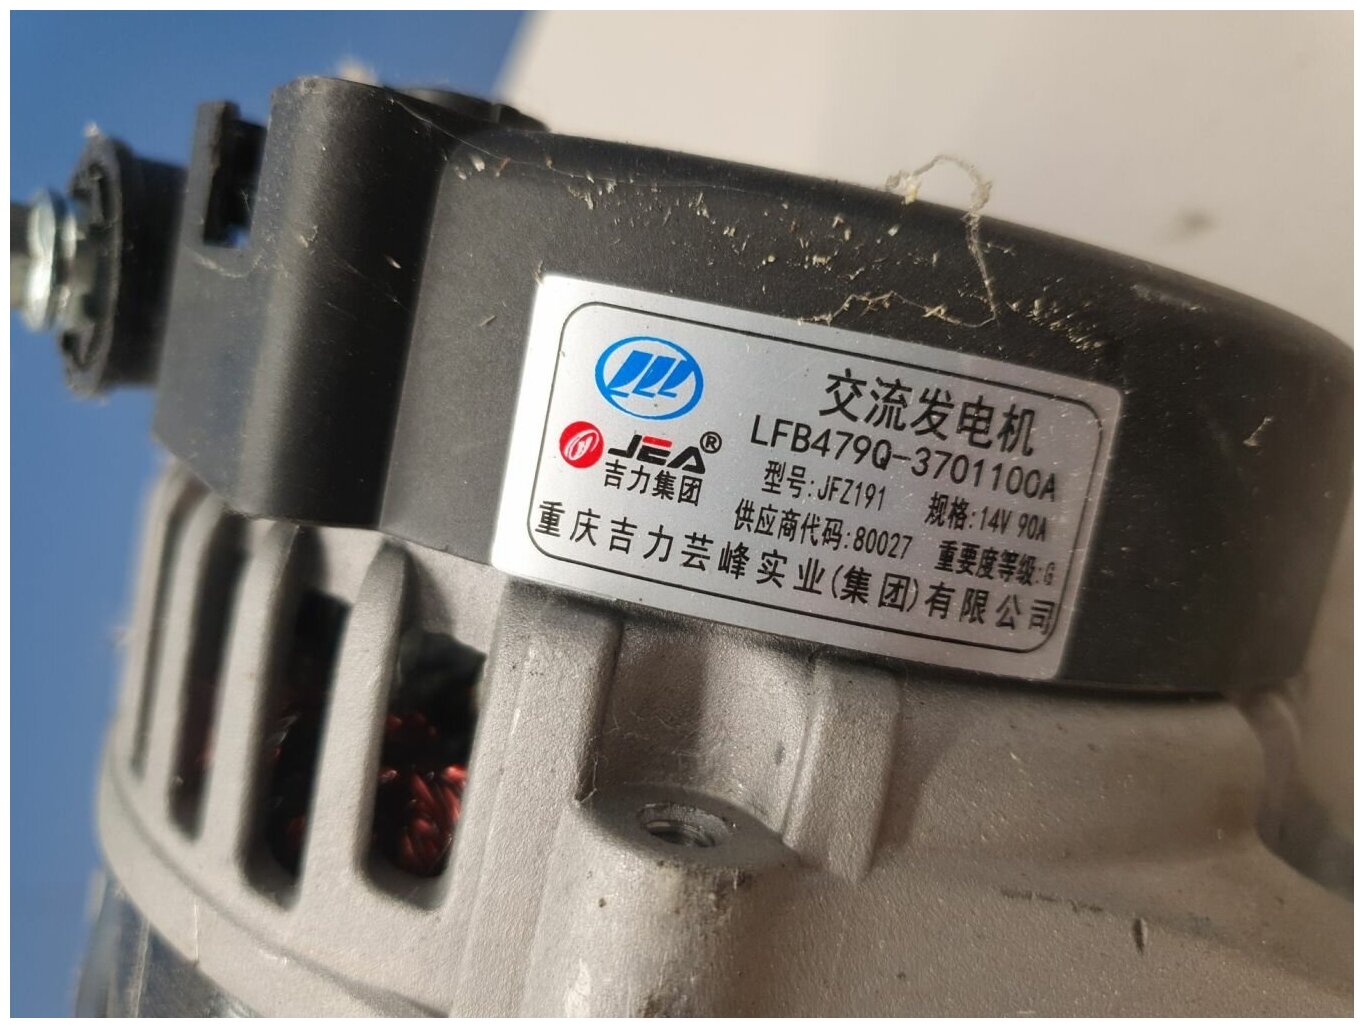 交流发电机
LFB479Q-3701100A
JEA®
吉力集团
型号:JFZ191 规格:14V 90A
供应商代码:80027 重要度等级:G
重庆吉力芸峰实业(集团)有限公司